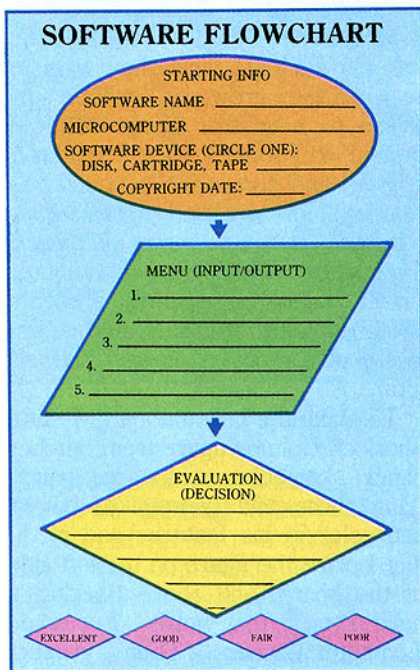 SOFTWARE FLOWCHART
STARTING INFO
SOFTWARE NAME
MICROCOMPUTER
SOFTWARE DEVICE (CIRCLE ONE):
DISK, CARTRIDGE, TAPE
COPYRIGHT DATE:
MENU (INPUT/OUTPUT)
1.
2.
3.
4.
5.
EVALUATION
(DECISION)
EXCELLENT GOOD FAIR POOR